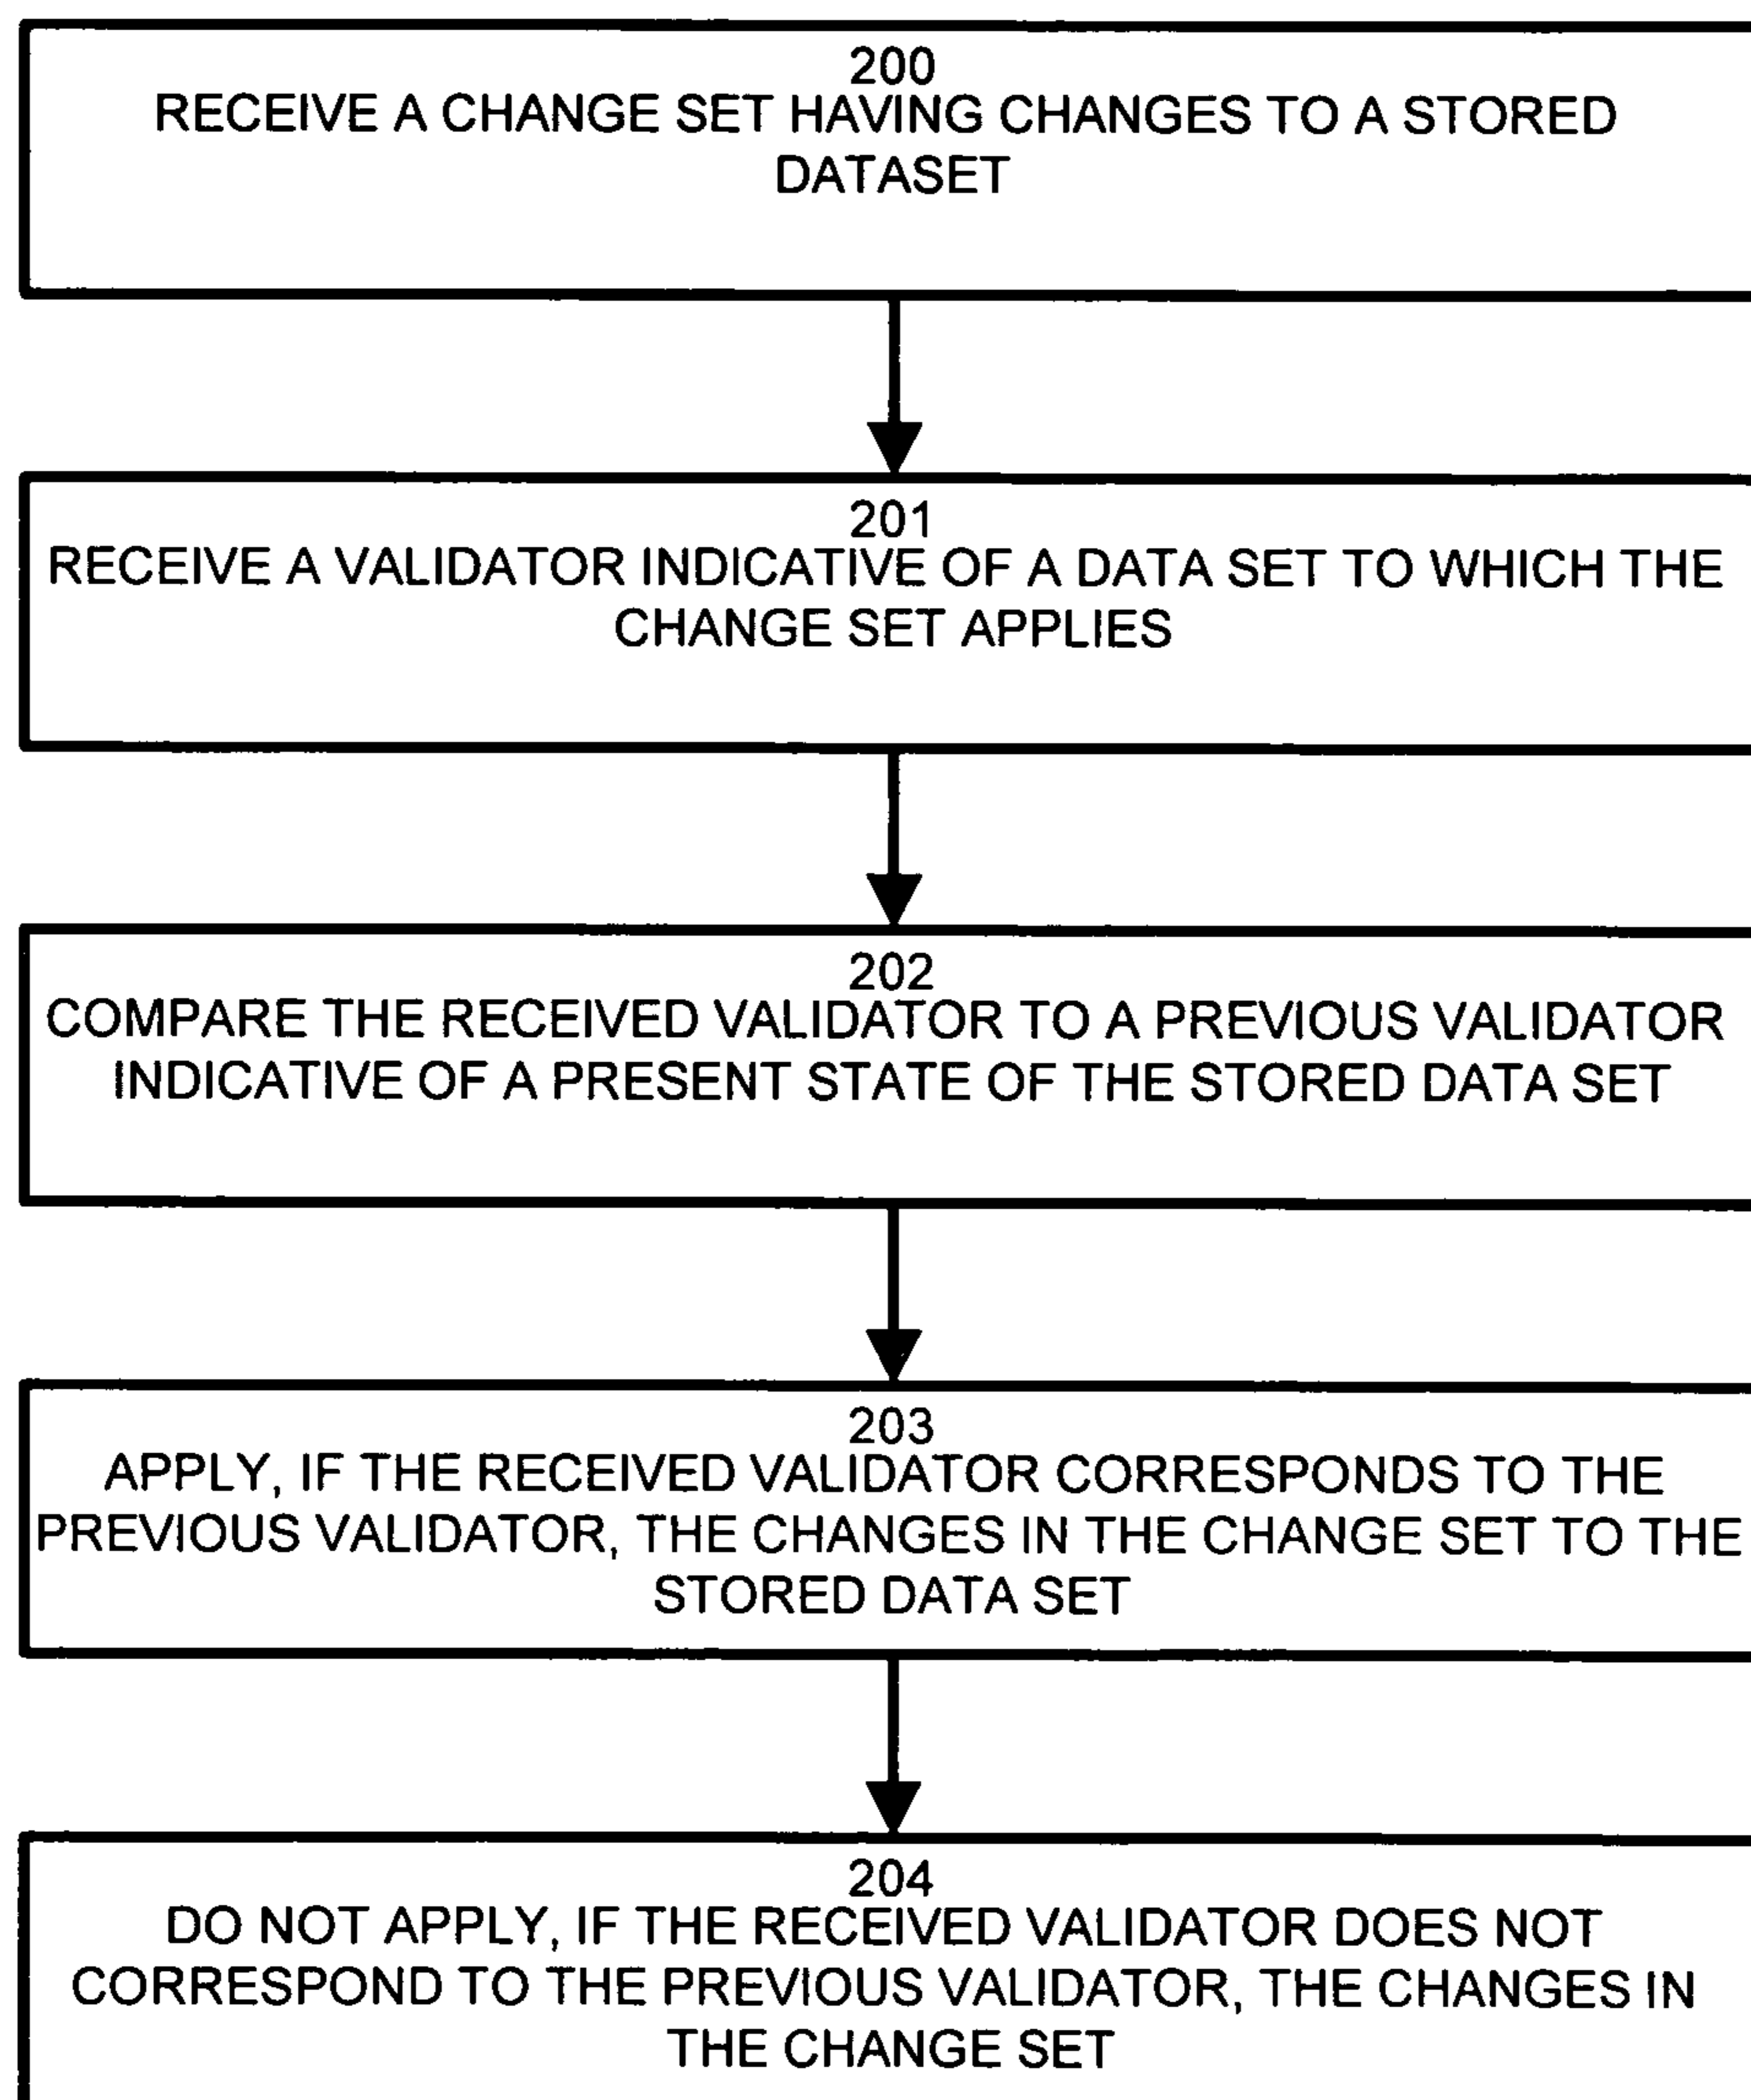 200
RECEIVE A CHANGE SET HAVING CHANGES TO A STORED
DATASET
201
RECEIVE A VALIDATOR INDICATIVE OF A DATA SET TO WHICH THE
CHANGE SET APPLIES
202
COMPARE THE RECEIVED VALIDATOR TO A PREVIOUS VALIDATOR
INDICATIVE OF A PRESENT STATE OF THE STORED DATA SET
203
APPLY, IF THE RECEIVED VALIDATOR CORRESPONDS TO THE
PREVIOUS VALIDATOR, THE CHANGES IN THE CHANGE SET TO THE
STORED DATA SET
204
DO NOT APPLY, IF THE RECEIVED VALIDATOR DOES NOT
CORRESPOND TO THE PREVIOUS VALIDATOR, THE CHANGES IN
THE CHANGE SET